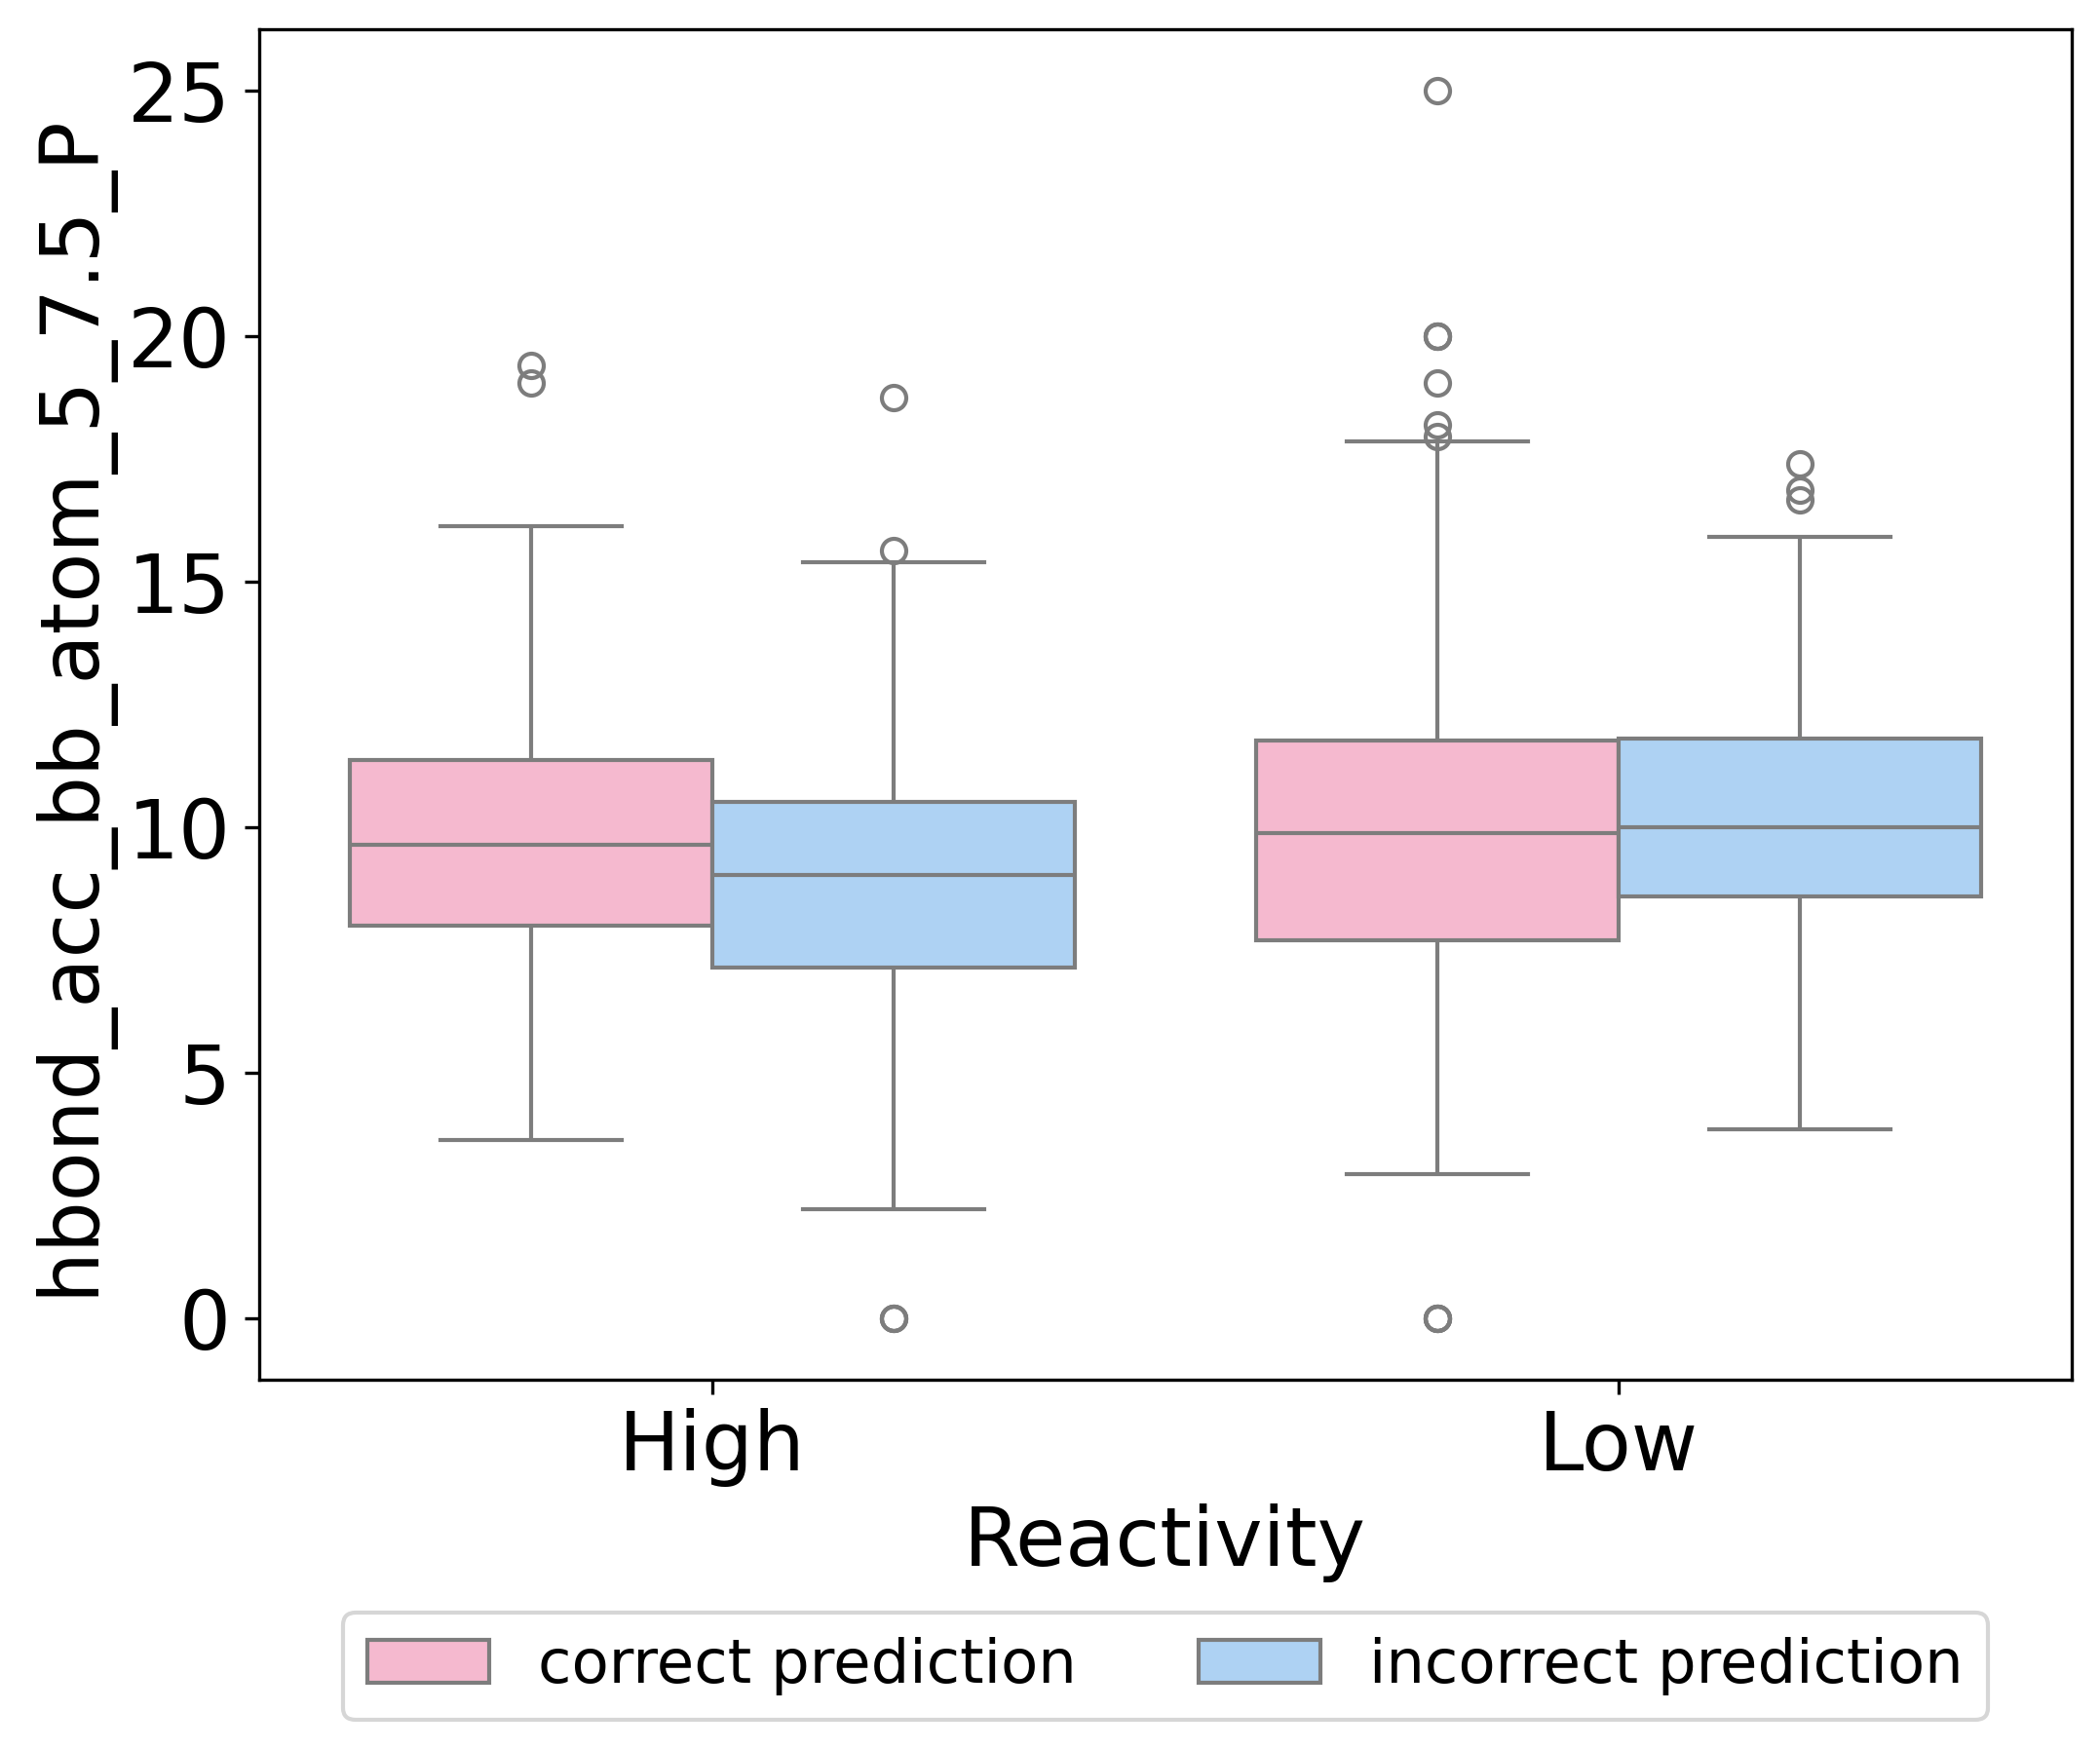 hbond_acc_bb_atom_5_7.5_P
25
20
15
10
5
0
High
Low
Reactivity
correct prediction
incorrect prediction